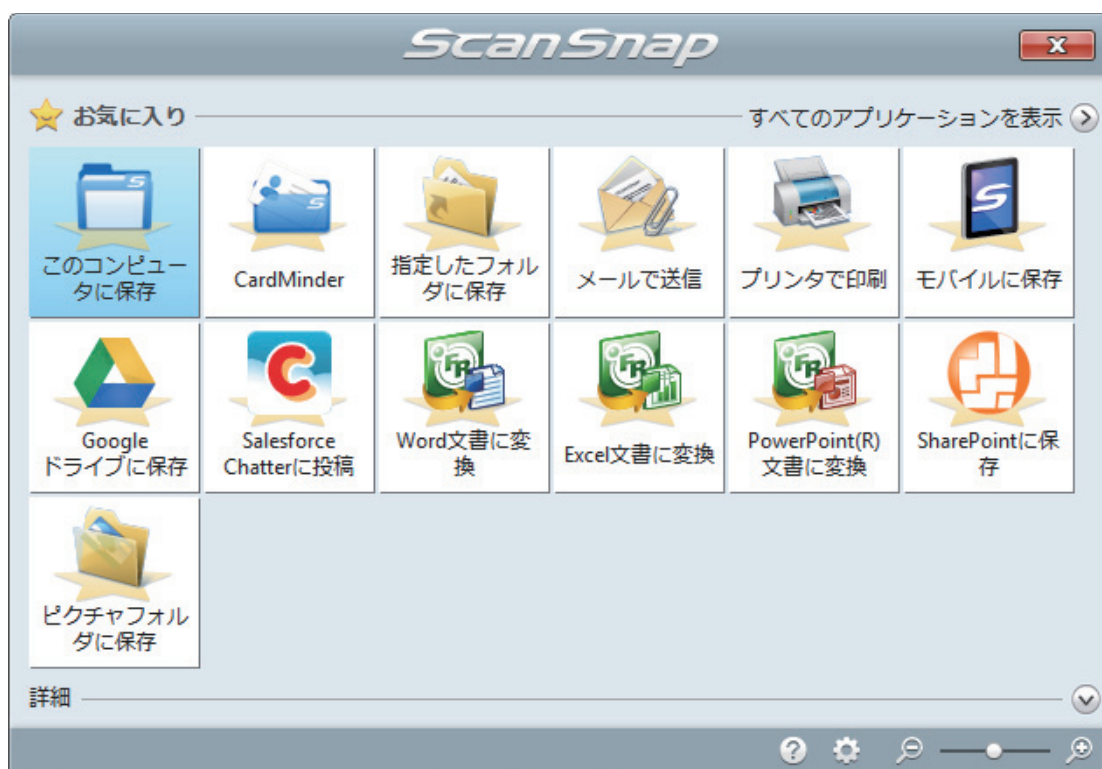 ScanSnap
お気に入り
すべてのアプリケーションを表示
このコンピュー
タに保存
CardMinder
指定したフォル
ダに保存
メールで送信
プリンタで印刷
モバイルに保存
Google
ドライブに保存
Salesforce
Chatterに投稿
Word文書に変
換
Excel文書に変換
PowerPoint(R)
文書に変換
SharePointに保
存
ピクチャフォル
ダに保存
詳細